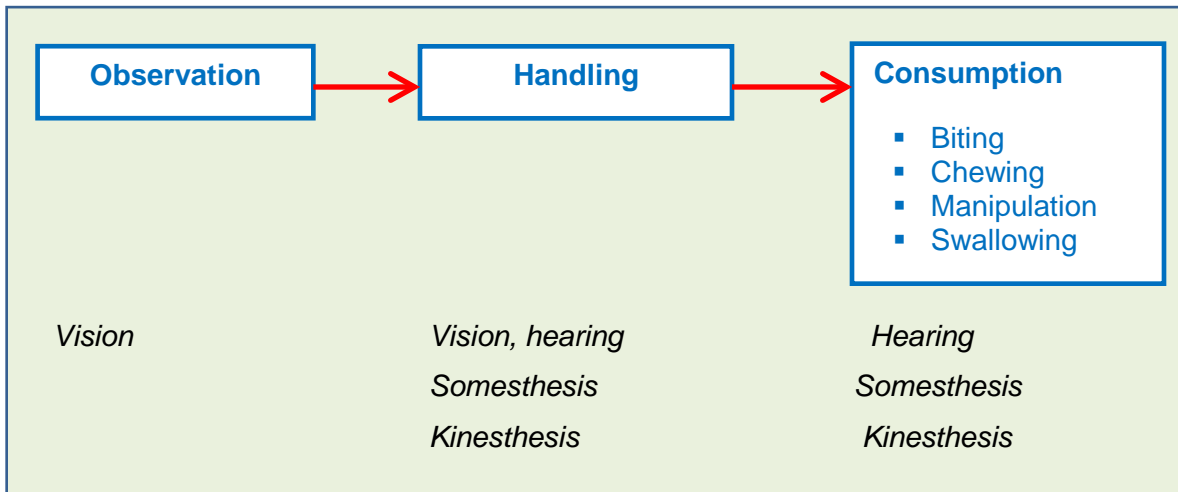 Observation
Handling
Consumption
▪ Biting
▪ Chewing
▪ Manipulation
▪ Swallowing
Vision
Vision, hearing
Somesthesis
Kinesthesis
Hearing
Somesthesis
Kinesthesis